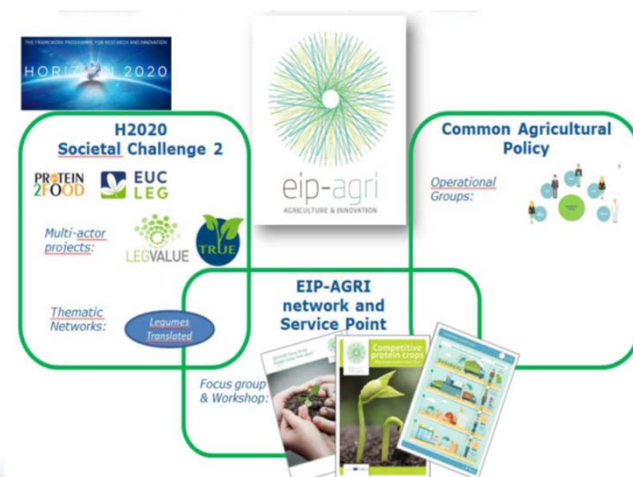 THE FRAMEWORK PROGRAMME FOR RESEARCH AND INNOVATION
HORIZON 2020
eip-agri
AGRICULTURE & INNOVATION
H2020
Societal Challenge 2
PROTEIN
2FOOD
EUC
LEG
Multi-actor
projects:
LEGVALUE
TRUE
Thematic
Networks:
Legumes
Translated
Common Agricultural
Policy
Operational
Groups:
EIP-AGRI
network and
Service Point
Focus group
& Workshop:
Competitive
protein crops